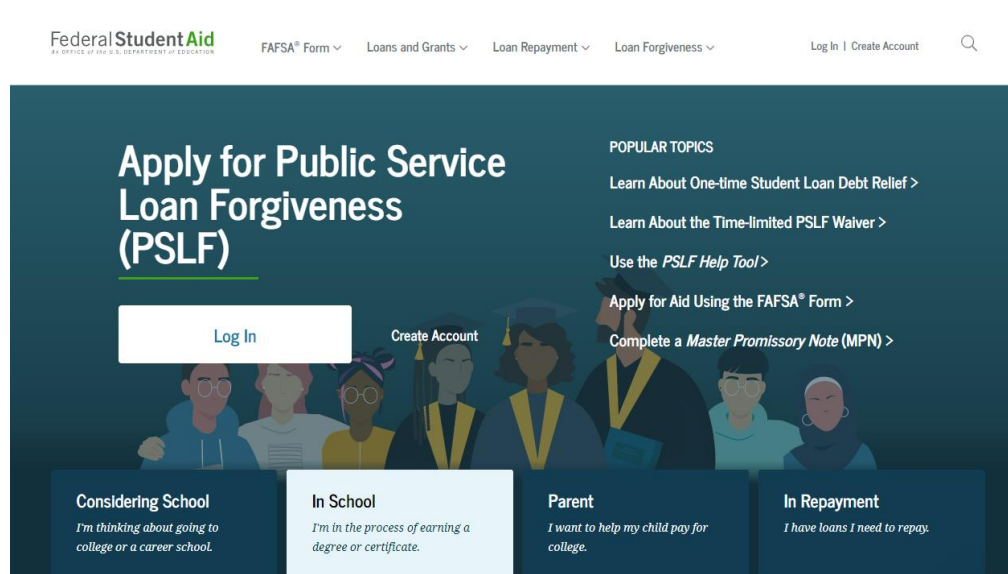 Federal Student Aid
An OFFICE of the U.S. DEPARTMENT of EDUCATION
FAFSA® Form
Loans and Grants
Loan Repayment
Loan Forgiveness
Log In | Create Account
Apply for Public Service
Loan Forgiveness
(PSLF)
Log In
Create Account
POPULAR TOPICS
Learn About One-time Student Loan Debt Relief >
Learn About the Time-limited PSLF Waiver >
Use the PSLF Help Tool >
Apply for Aid Using the FAFSA® Form >
Complete a Master Promissory Note (MPN) >
Considering School
I'm thinking about going to
college or a career school.
In School
I'm in the process of earning a
degree or certificate.
Parent
I want to help my child pay for
college.
In Repayment
I have loans I need to repay.